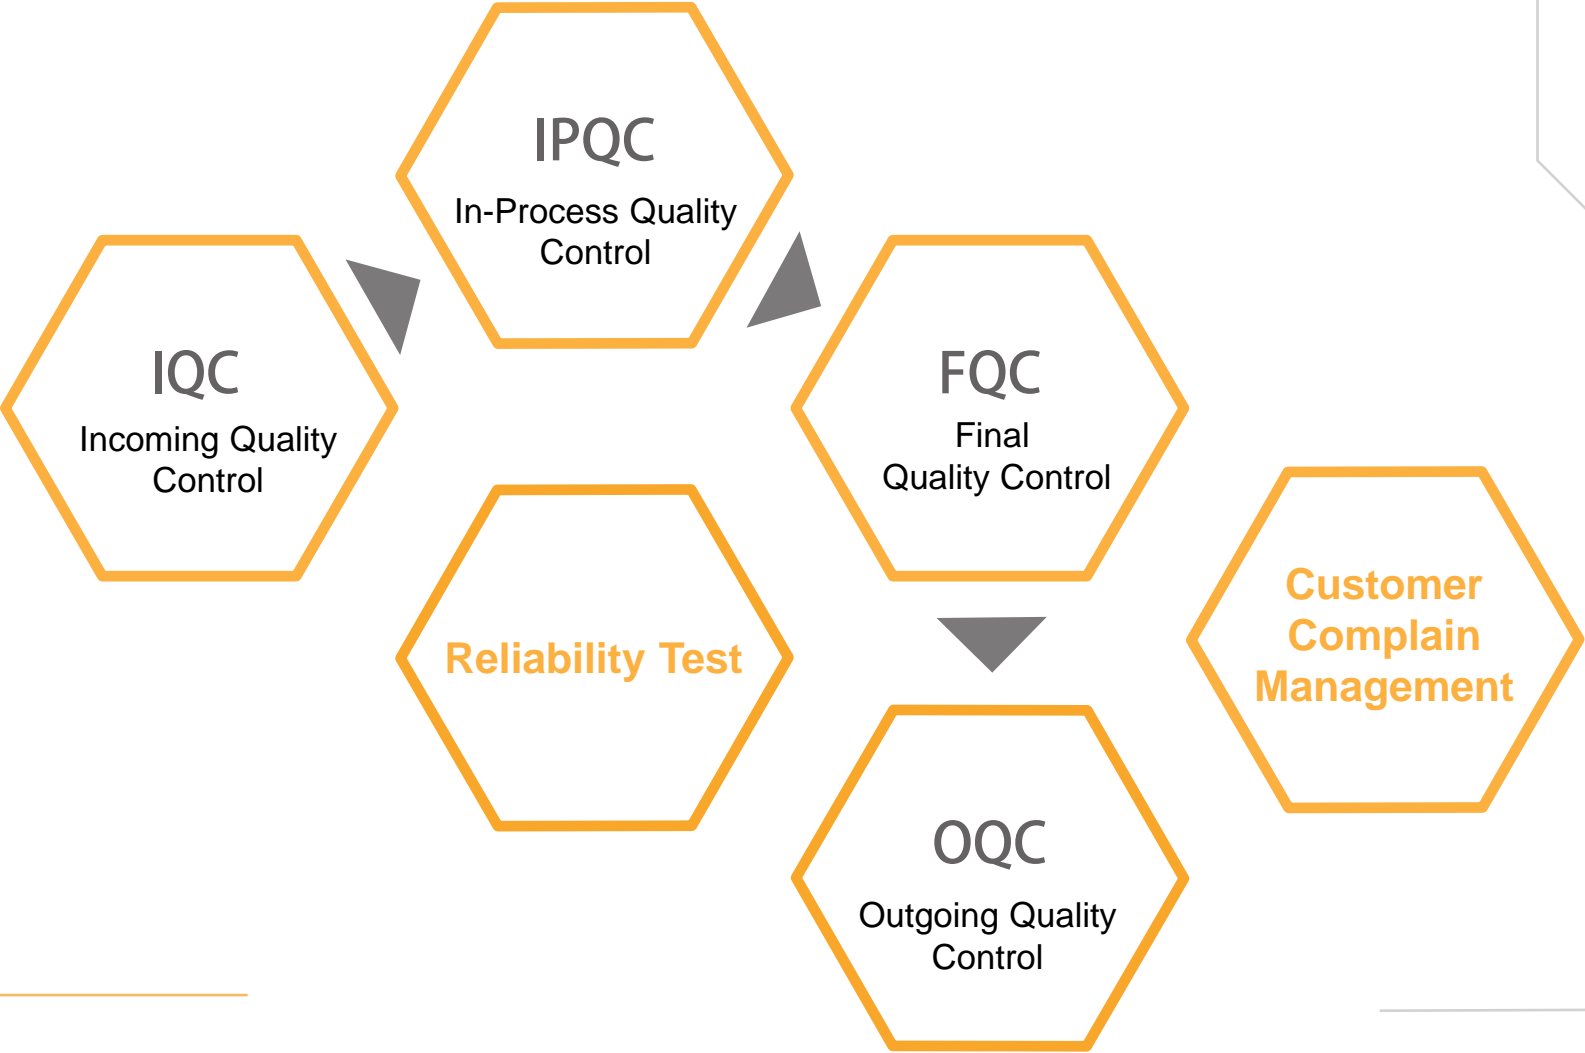 IQC
Incoming Quality
Control
IPQC
In-Process Quality
Control
FQC
Final
Quality Control
OQC
Outgoing Quality
Control
Reliability Test
Customer
Complain
Management